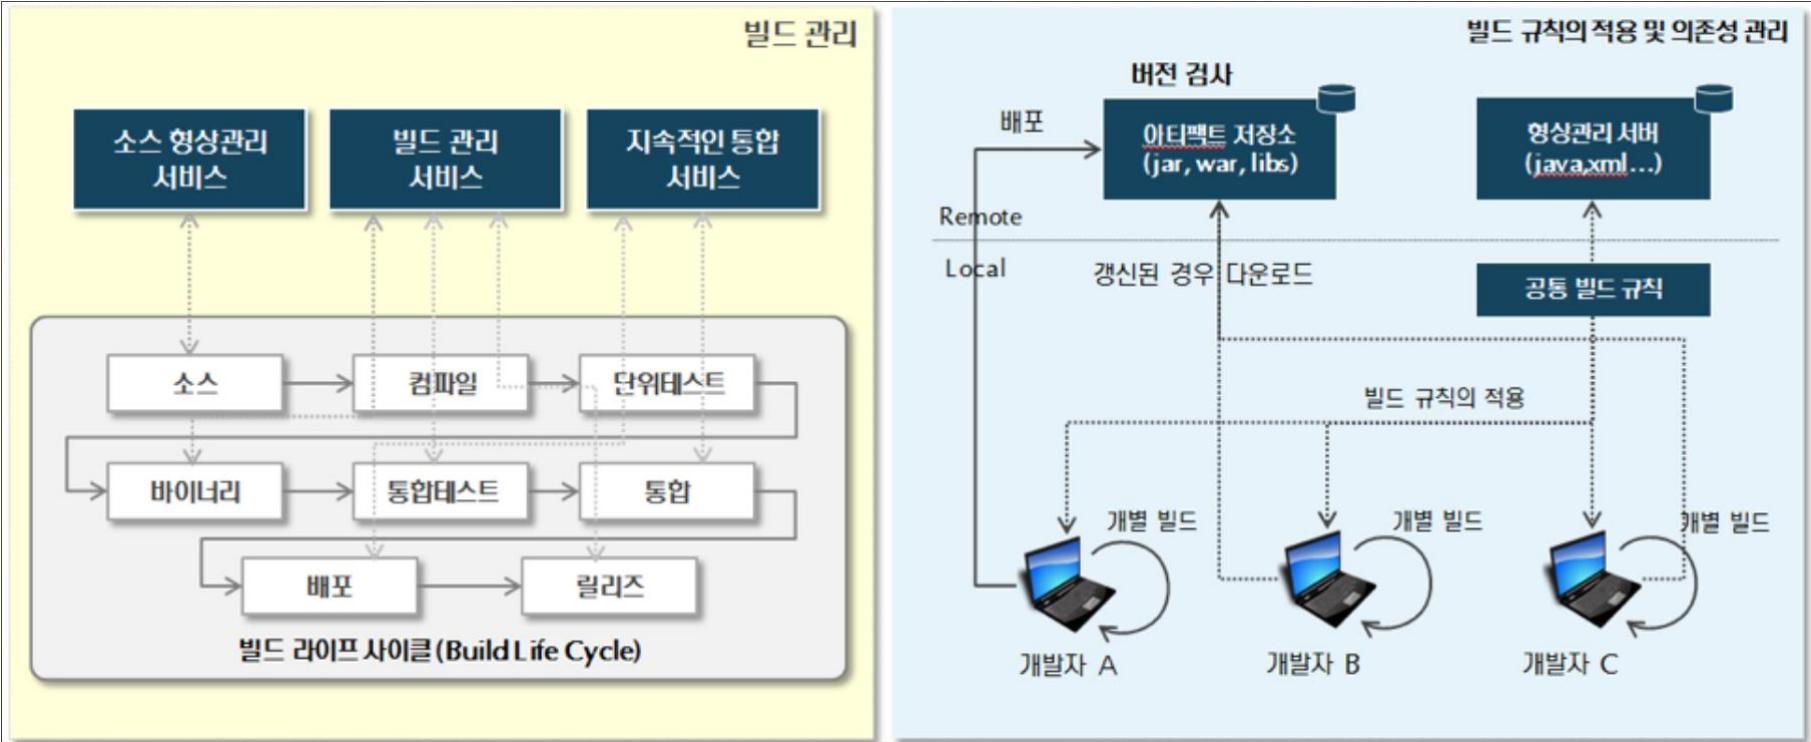 빌드 관리
소스 형상관리
서비스
빌드 관리
서비스
지속적인 통합
서비스
소스
컴파일
단위테스트
바이너리
통합테스트
통합
배포
릴리즈
빌드 라이프 사이클(Build Life Cycle)
빌드 규칙의 적용 및 의존성 관리
버전 검사
배포
아티팩트 저장소
(jar, war, libs)
형상관리 서버
(java,xml...)
Remote
Local
갱신된 경우 다운로드
공통 빌드 규칙
빌드 규칙의 적용
개별 빌드
개별 빌드
개별 빌드
개발자 A
개발자 B
개발자 C